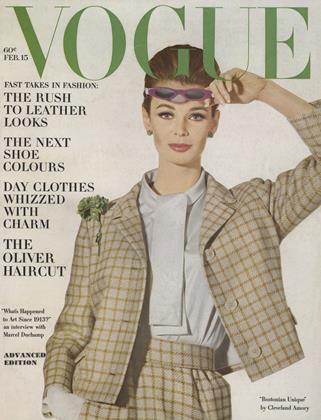 VOGUE
60¢
FEB. 15
FAST TAKES IN FASHION:
THE RUSH
TO LEATHER
LOOKS
THE NEXT
SHOE
COLOURS
DAY CLOTHES
WHIZZED
WITH
CHARM
THE
OLIVER
HAIRCUT
"What's Happened
to Art Since 1913?"
an interview with
Marcel Duchamp
ADVANCED
EDITION
"Bostonian Unique"
by Cleveland Amory